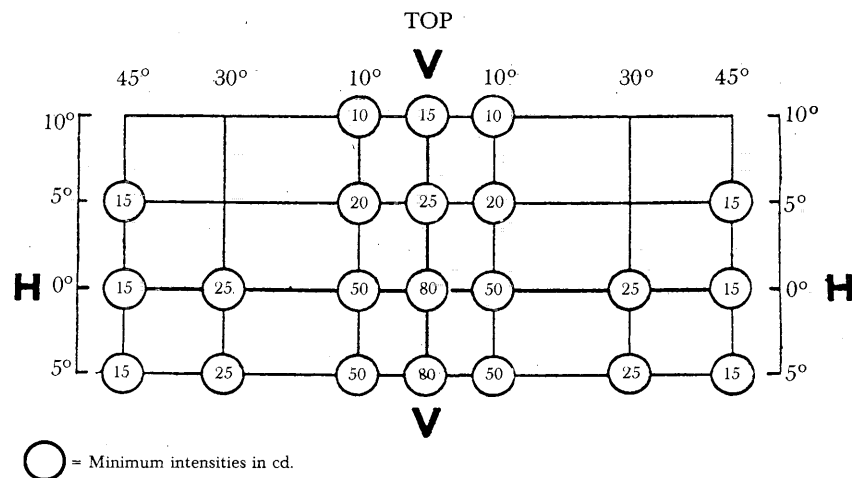 TOP
V
45° 30° 10° 10° 30° 45°
10° 10 15 10 10°
5° 15 20 25 20 15 5°
H 0° 15 25 50 80 50 25 15 0° H
5° 15 25 50 80 50 25 15 5°
V
= Minimum intensities in cd.